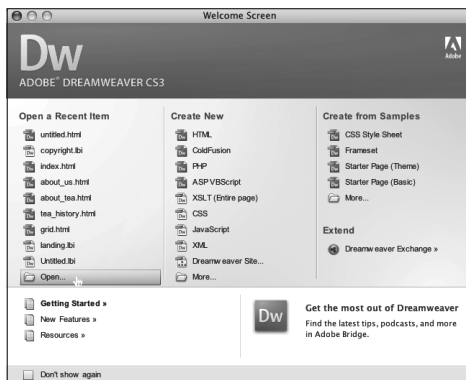 Welcome Screen
Dw
ADOBE® DREAMWEAVER CS3
Adobe
Open a Recent Item
untitled.html
copyright.lbi
index.html
about_us.html
about_tea.html
tea_history.html
grid.html
landing.lbi
Untitled.lbi
Open...
Create New
HTML
ColdFusion
PHP
ASP VBScript
XSLT (Entire page)
CSS
JavaScript
XML
Dreamweaver Site...
More...
Create from Samples
CSS Style Sheet
Frameset
Starter Page (Theme)
Starter Page (Basic)
More...
Extend
Dreamweaver Exchange »
Getting Started »
New Features »
Resources »
Dw
Get the most out of Dreamweaver
Find the latest tips, podcasts, and more
in Adobe Bridge.
Don't show again